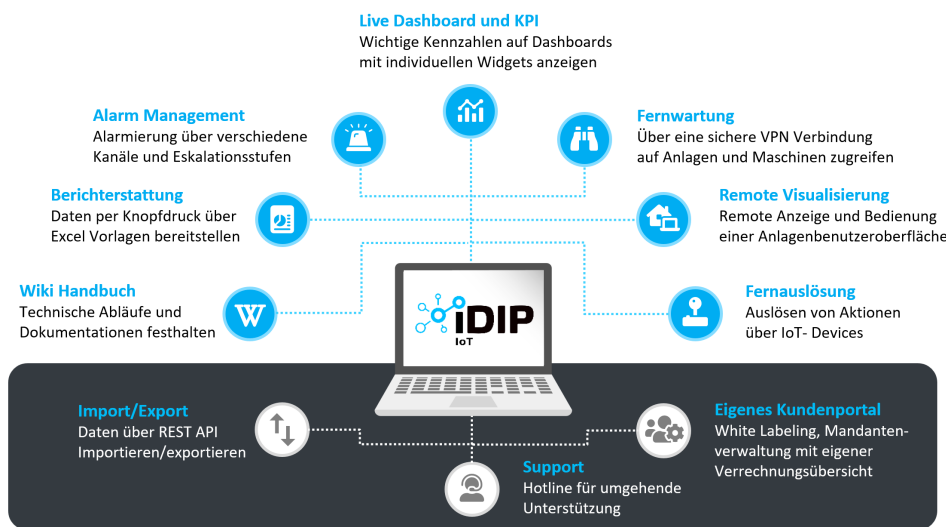 Live Dashboard und KPI
Wichtige Kennzahlen auf Dashboards
mit individuellen Widgets anzeigen
Alarm Management
Alarmierung über verschiedene
Kanäle und Eskalationsstufen
Fernwartung
Über eine sichere VPN Verbindung
auf Anlagen und Maschinen zugreifen
Berichterstattung
Daten per Knopfdruck über
Excel Vorlagen bereitstellen
Remote Visualisierung
Remote Anzeige und Bedienung
einer Anlagenbenutzeroberfläche
Wiki Handbuch
Technische Abläufe und
Dokumentationen festhalten
W
iDIP
IoT
Fernauslösung
Auslösen von Aktionen
über IoT- Devices
Import/Export
Daten über REST API
Importieren/exportieren
Eigenes Kundenportal
White Labeling, Mandanten-
verwaltung mit eigener
Verrechnungsübersicht
Support
Hotline für umgehende
Unterstützung